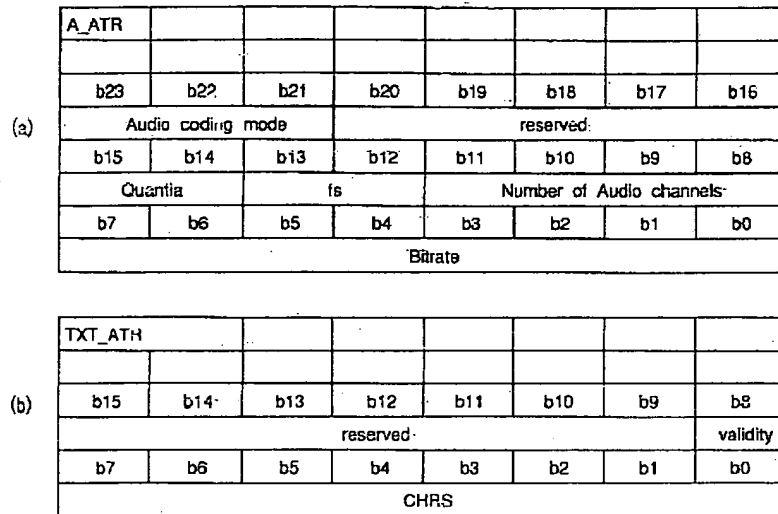 A_ATR
b23 b22 b21 b20 b19 b18 b17 b16
(a)
Audio coding mode reserved
b15 b14 b13 b12 b11 b10 b9 b8
Quantia fs Number of Audio channels
b7 b6 b5 b4 b3 b2 b1 b0
Bitrate
TXT_ATR
(b)
b15 b14 b13 b12 b11 b10 b9 b8
reserved validity
b7 b6 b5 b4 b3 b2 b1 b0
CHRS